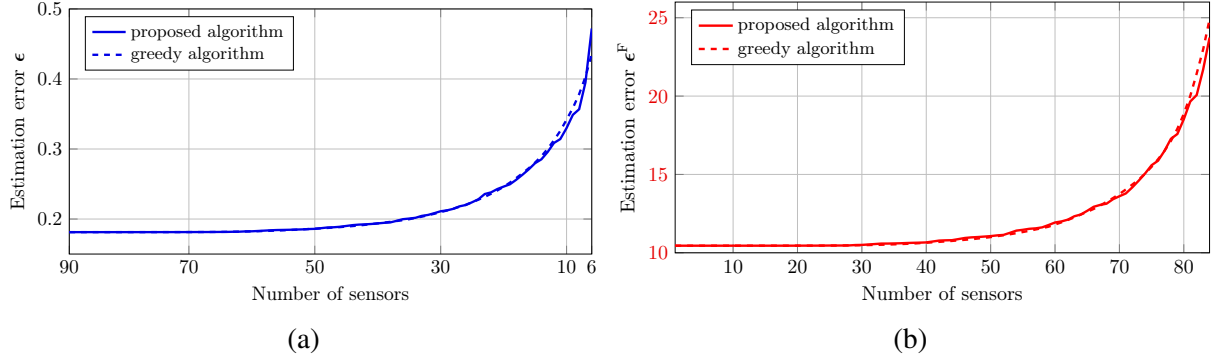 0.5
0.4
0.3
0.2
Estimation error ϵ
proposed algorithm
greedy algorithm
90 70 50 30 10 6
Number of sensors
(a)
25
20
15
10
Estimation error ϵ^F
proposed algorithm
greedy algorithm
10 20 30 40 50 60 70 80
Number of sensors
(b)